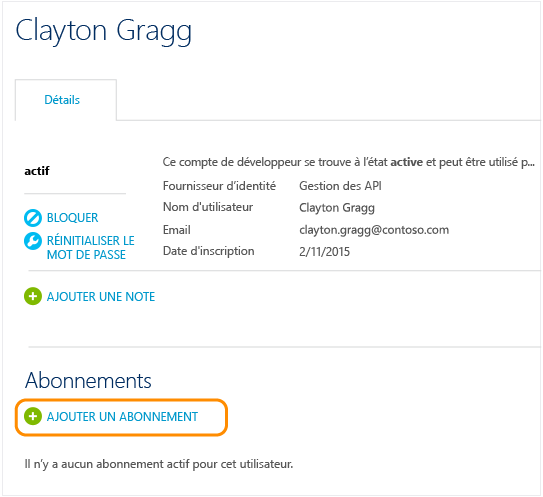 Clayton Gragg
Détails
actif
Ce compte de développeur se trouve à l'état active et peut être utilisé p...
Fournisseur d'identité Gestion des API
Nom d'utilisateur Clayton Gragg
Email clayton.gragg@contoso.com
Date d'inscription 2/11/2015
BLOQUER
RÉINITIALISER LE
MOT DE PASSE
AJOUTER UNE NOTE
Abonnements
AJOUTER UN ABONNEMENT
Il n'y a aucun abonnement actif pour cet utilisateur.